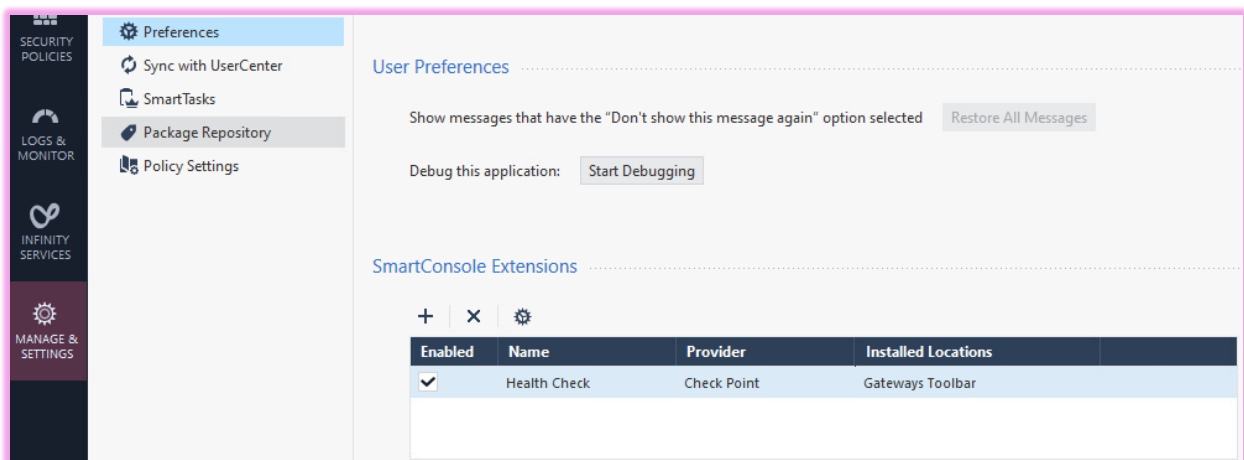 SECURITY
POLICIES
LOGS &
MONITOR
INFINITY
SERVICES
MANAGE &
SETTINGS
Preferences
Sync with UserCenter
SmartTasks
Package Repository
Policy Settings
User Preferences
Show messages that have the “Don't show this message again” option selected Restore All Messages
Debug this application: Start Debugging
SmartConsole Extensions
Enabled Name Provider Installed Locations
Health Check Check Point Gateways Toolbar